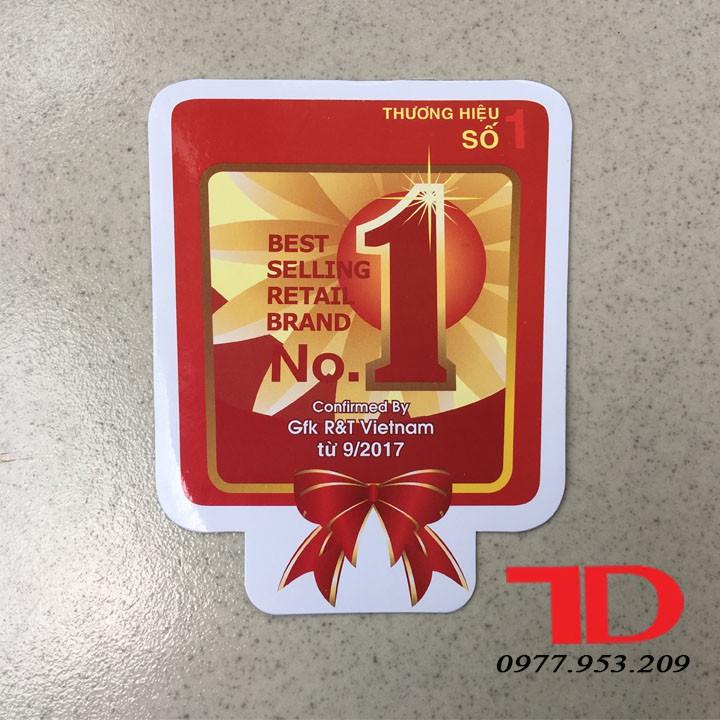 THƯƠNG HIỆU
SỐ 1
BEST
SELLING
RETAIL
BRAND
No.1
Confirmed By
Gfk R&T Vietnam
từ 9/2017
TD
0977.953.209